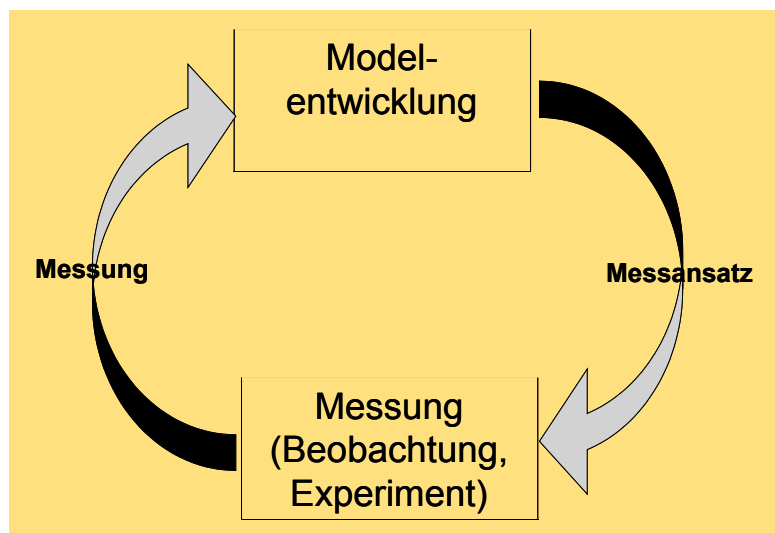 Model-
entwicklung
Messung
Messansatz
Messung
(Beobachtung,
Experiment)